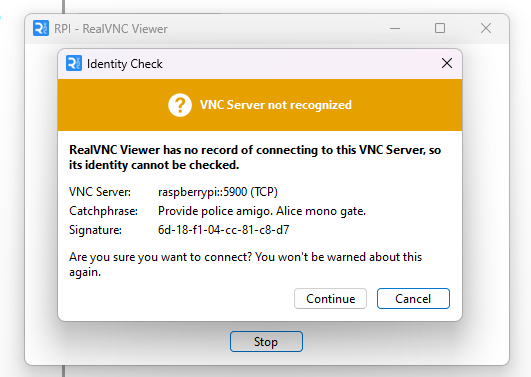 RPI - RealVNC Viewer
Identity Check
VNC Server not recognized
RealVNC Viewer has no record of connecting to this VNC Server, so
its identity cannot be checked.
VNC Server: raspberrypi::5900 (TCP)
Catchphrase: Provide police amigo. Alice mono gate.
Signature: 6d-18-f1-04-cc-81-c8-d7
Are you sure you want to connect? You won't be warned about this
again.
Continue Cancel
Stop